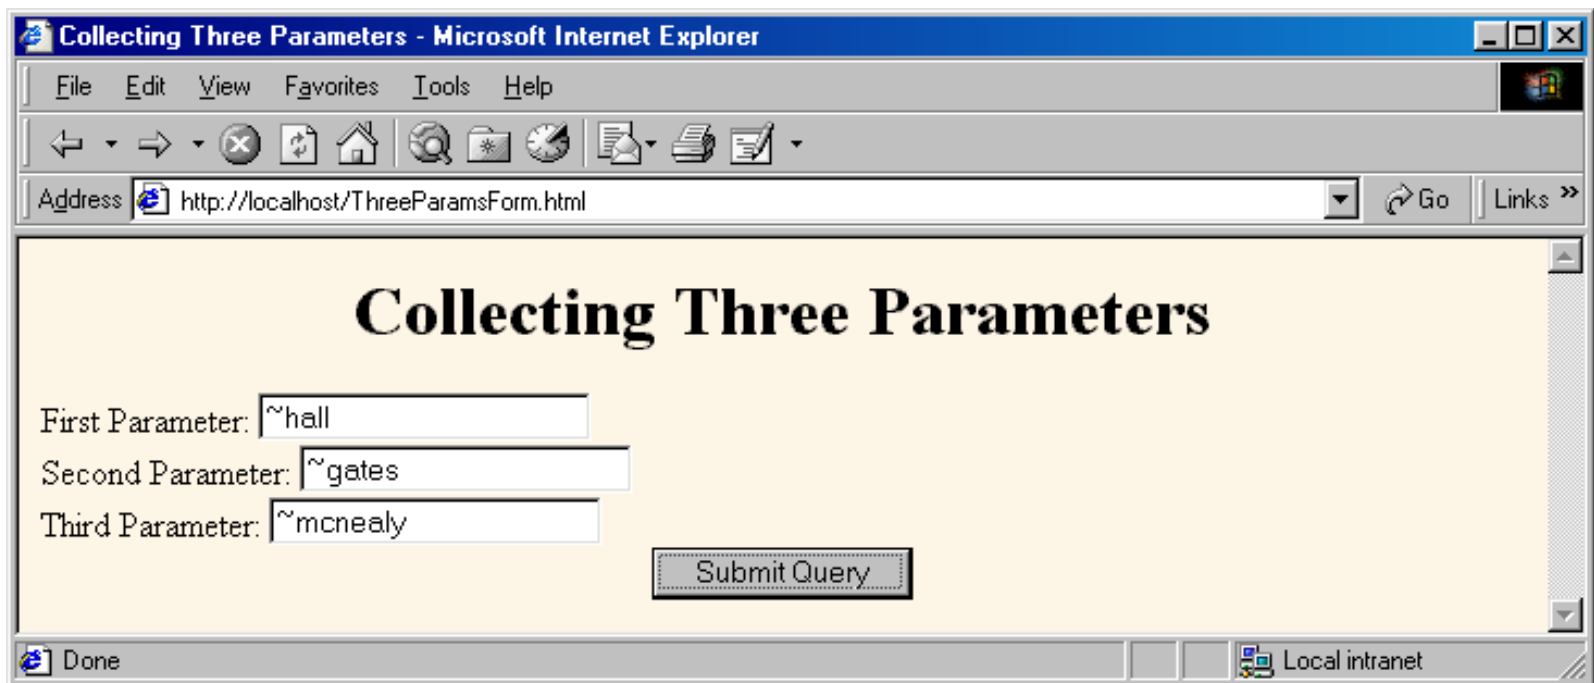 Collecting Three Parameters - Microsoft Internet Explorer
File Edit View Favorites Tools Help
Address http://localhost/ThreeParamsForm.html Go Links »
Collecting Three Parameters
First Parameter: ~hall
Second Parameter: ~gates
Third Parameter: ~mcnealy
Submit Query
Done Local intranet